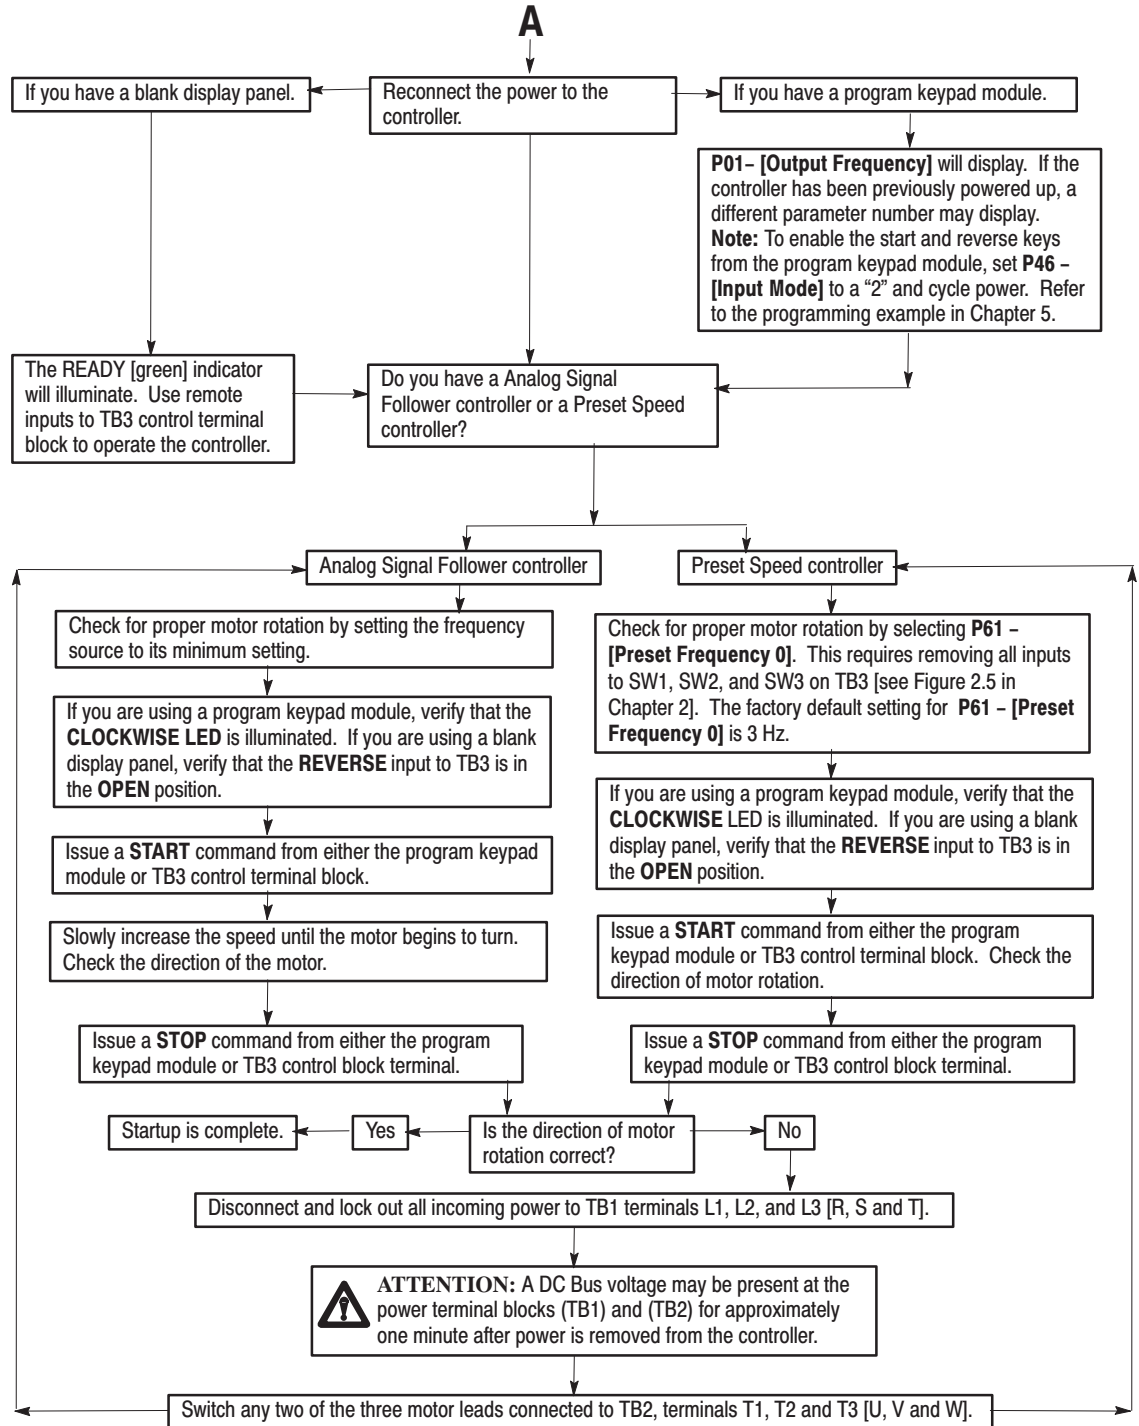 A
If you have a blank display panel.
Reconnect the power to the
controller.
If you have a program keypad module.
P01– [Output Frequency] will display. If the
controller has been previously powered up, a
different parameter number may display.
Note: To enable the start and reverse keys
from the program keypad module, set P46 –
[Input Mode] to a “2” and cycle power. Refer
to the programming example in Chapter 5.
The READY [green] indicator
will illuminate. Use remote
inputs to TB3 control terminal
block to operate the controller.
Do you have a Analog Signal
Follower controller or a Preset Speed
controller?
Analog Signal Follower controller
Preset Speed controller
Check for proper motor rotation by setting the frequency
source to its minimum setting.
If you are using a program keypad module, verify that the
CLOCKWISE LED is illuminated. If you are using a blank
display panel, verify that the REVERSE input to TB3 is in
the OPEN position.
Issue a START command from either the program keypad
module or TB3 control terminal block.
Slowly increase the speed until the motor begins to turn.
Check the direction of the motor.
Issue a STOP command from either the program
keypad module or TB3 control block terminal.
Check for proper motor rotation by selecting P61 –
[Preset Frequency 0]. This requires removing all inputs
to SW1, SW2, and SW3 on TB3 [see Figure 2.5 in
Chapter 2]. The factory default setting for P61 – [Preset
Frequency 0] is 3 Hz.
If you are using a program keypad module, verify that the
CLOCKWISE LED is illuminated. If you are using a blank
display panel, verify that the REVERSE input to TB3 is in
the OPEN position.
Issue a START command from either the program
keypad module or TB3 control terminal block. Check the
direction of motor rotation.
Issue a STOP command from either the program
keypad module or TB3 control block terminal.
Startup is complete.
Yes
Is the direction of motor
rotation correct?
No
Disconnect and lock out all incoming power to TB1 terminals L1, L2, and L3 [R, S and T].
ATTENTION: A DC Bus voltage may be present at the
power terminal blocks (TB1) and (TB2) for approximately
one minute after power is removed from the controller.
Switch any two of the three motor leads connected to TB2, terminals T1, T2 and T3 [U, V and W].